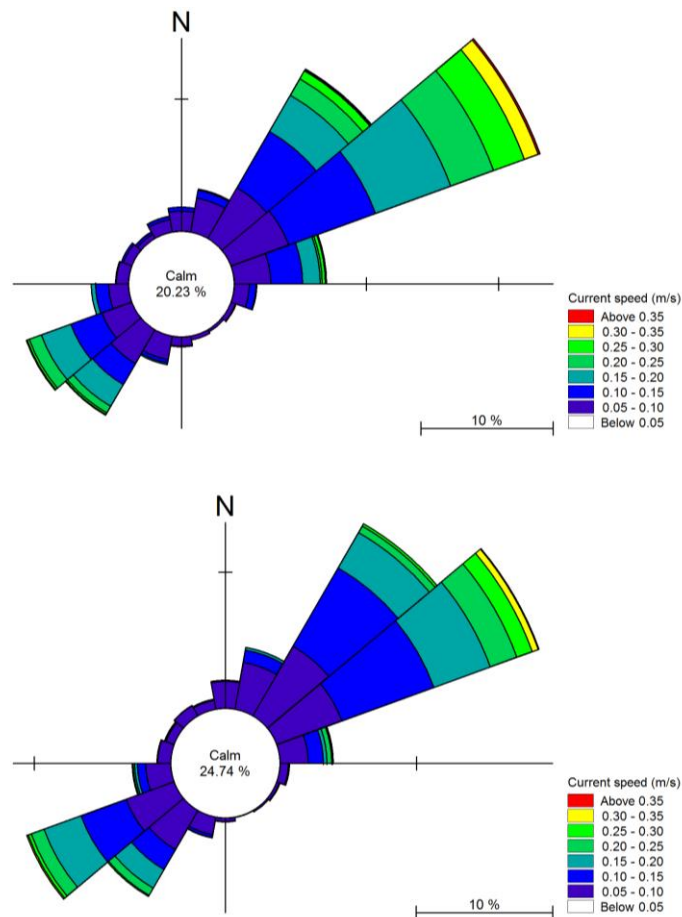 N
Calm
20.23 %
Current speed (m/s)
Above 0.35
0.30 - 0.35
0.25 - 0.30
0.20 - 0.25
0.15 - 0.20
0.10 - 0.15
0.05 - 0.10
Below 0.05
10 %
N
Calm
24.74 %
Current speed (m/s)
Above 0.35
0.30 - 0.35
0.25 - 0.30
0.20 - 0.25
0.15 - 0.20
0.10 - 0.15
0.05 - 0.10
Below 0.05
10 %